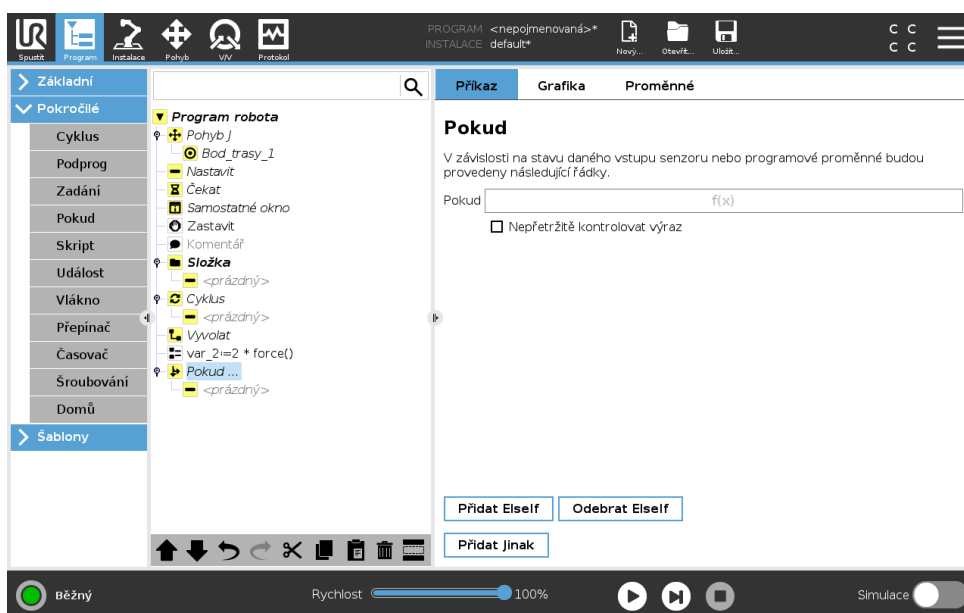 UR
Spustit
Program
Instalace
Pohyb
V/V
Protokol
PROGRAM <nepojmenovaná>*
INSTALACE default*
Nový...
Otevřít...
Uložit...
C C
C C
Základní
Pokročilé
Cyklus
Podprog
Zadání
Pokud
Skript
Událost
Vlákno
Přepínač
Časovač
Šroubování
Domů
Šablony
Program robota
Pohyb J
Bod_trasy_1
Nastavit
Čekat
Samostatné okno
Zastavit
Komentář
Složka
<prázdný>
Cyklus
<prázdný>
Vyvolat
var_2:=2 * force()
Pokud ...
<prázdný>
Příkaz
Grafika
Proměnné
Pokud
V závislosti na stavu daného vstupu senzoru nebo programové proměnné budou
provedeny následující řádky.
Pokud
f(x)
Nepřetržitě kontrolovat výraz
Přidat ElseIf
Odebrat ElseIf
Přidat Jinak
Běžný
Rychlost
100%
Simulace